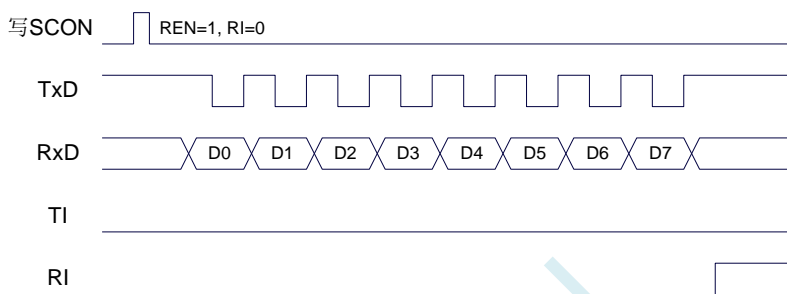 写SCON REN=1, RI=0
TxD
RxD D0 D1 D2 D3 D4 D5 D6 D7
TI
RI